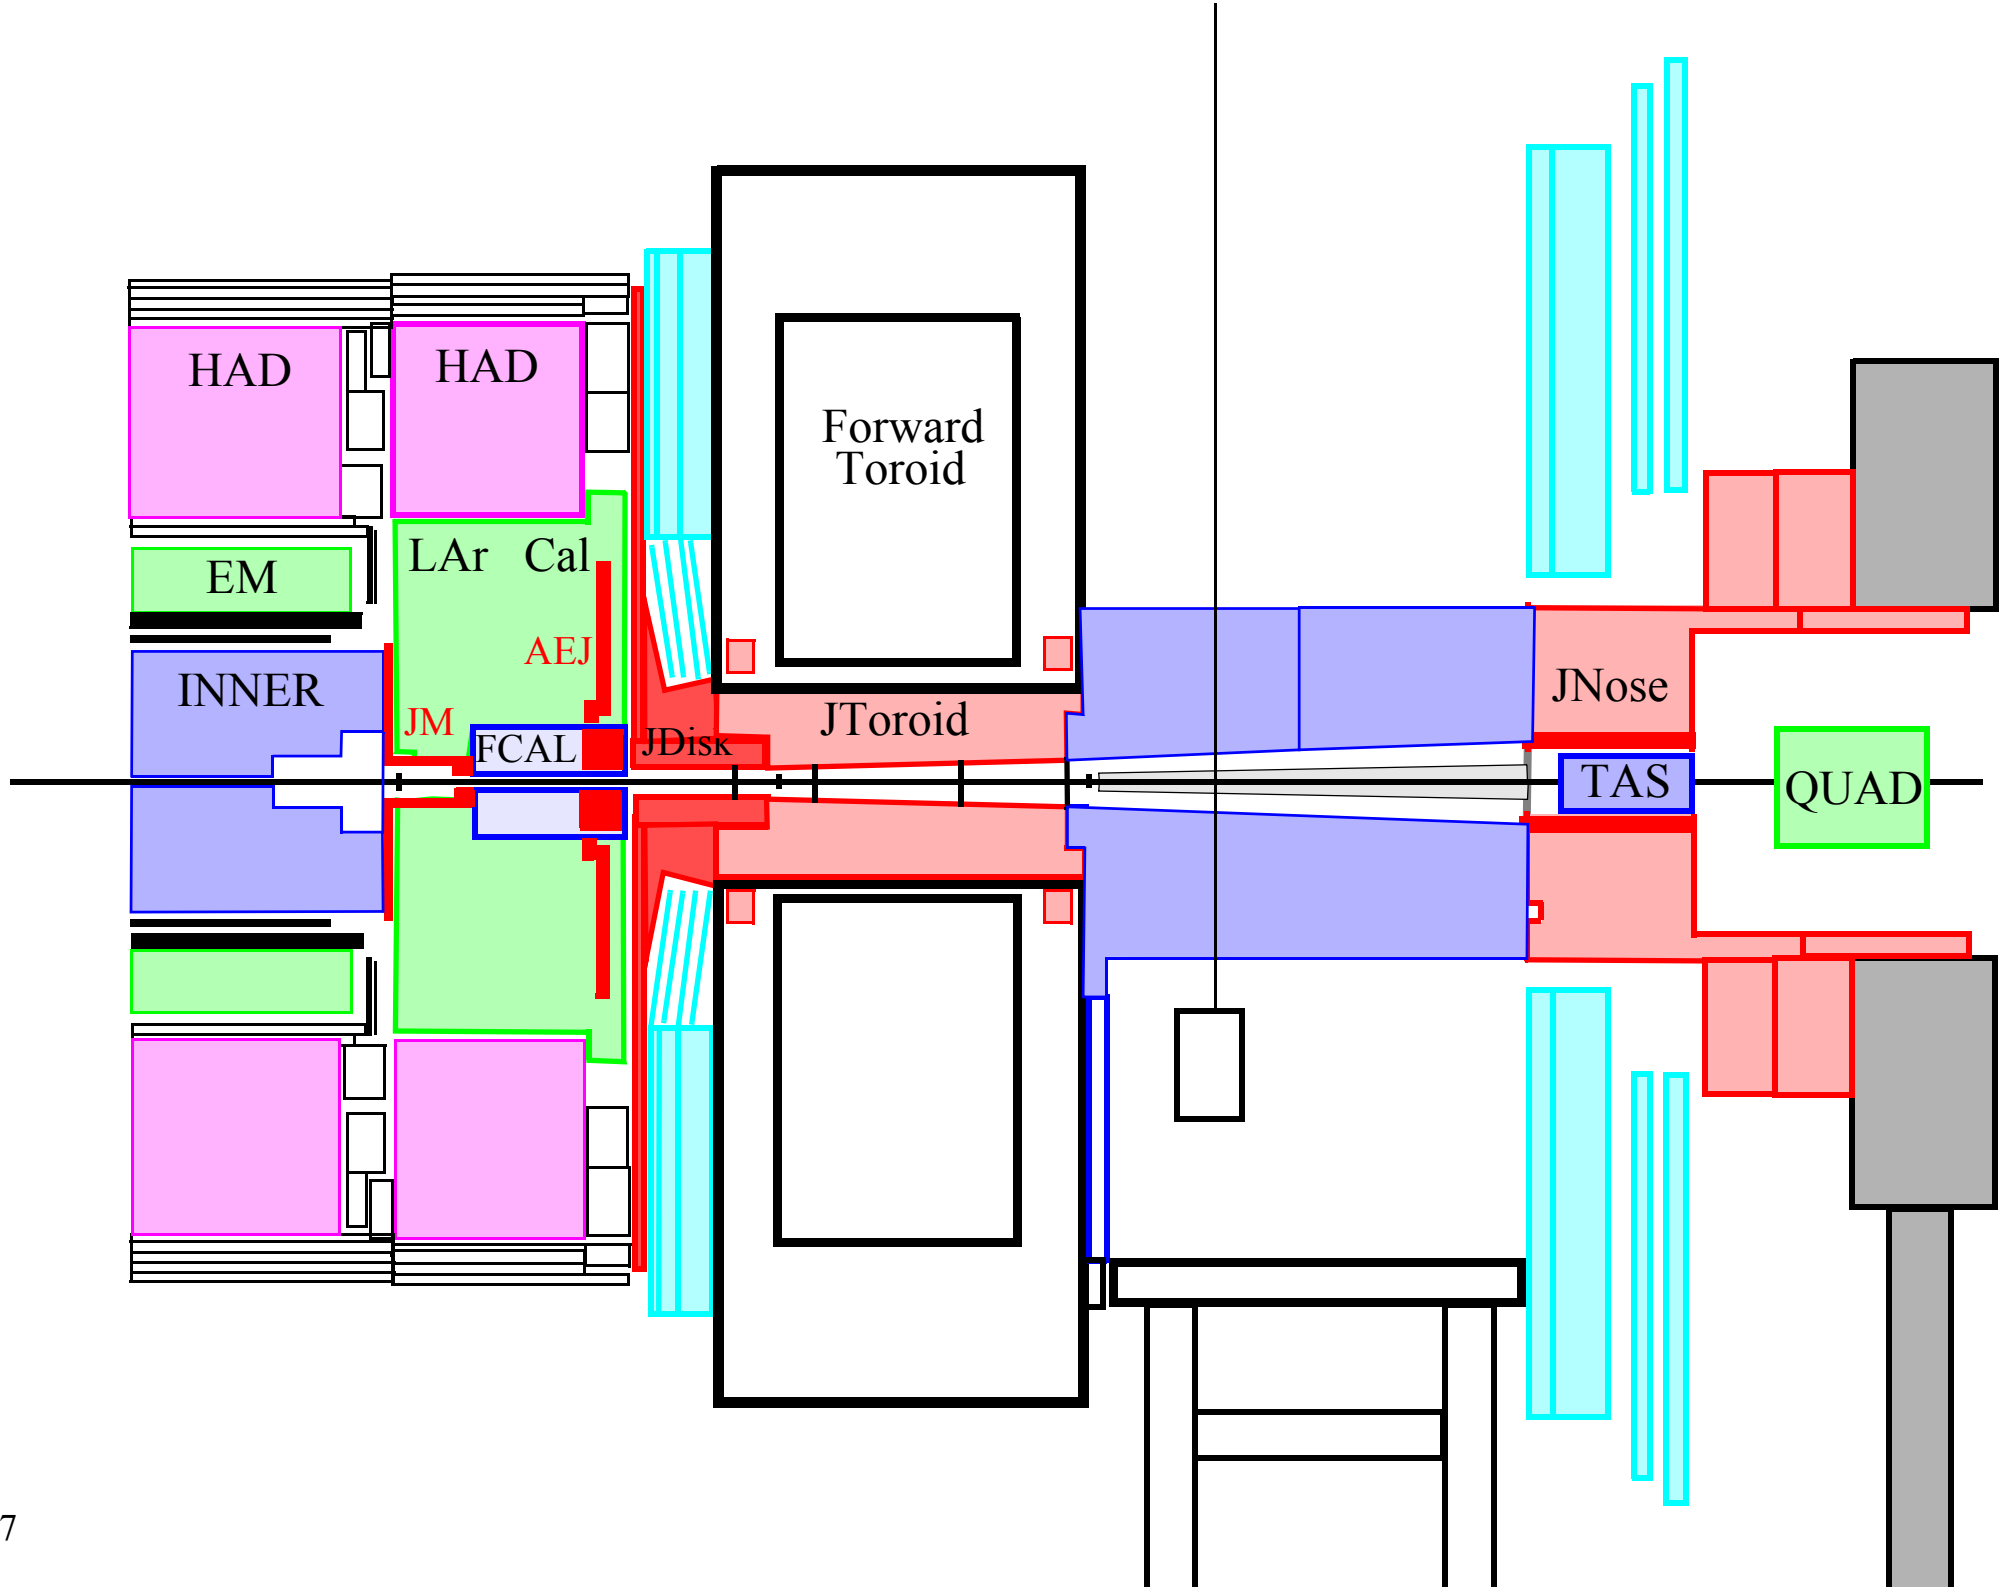 HAD
HAD
Forward
Toroid
LAr Cal
EM
AEJ
INNER
JM
JToroid
JNose
FCAL
JDisk
TAS
QUAD
7